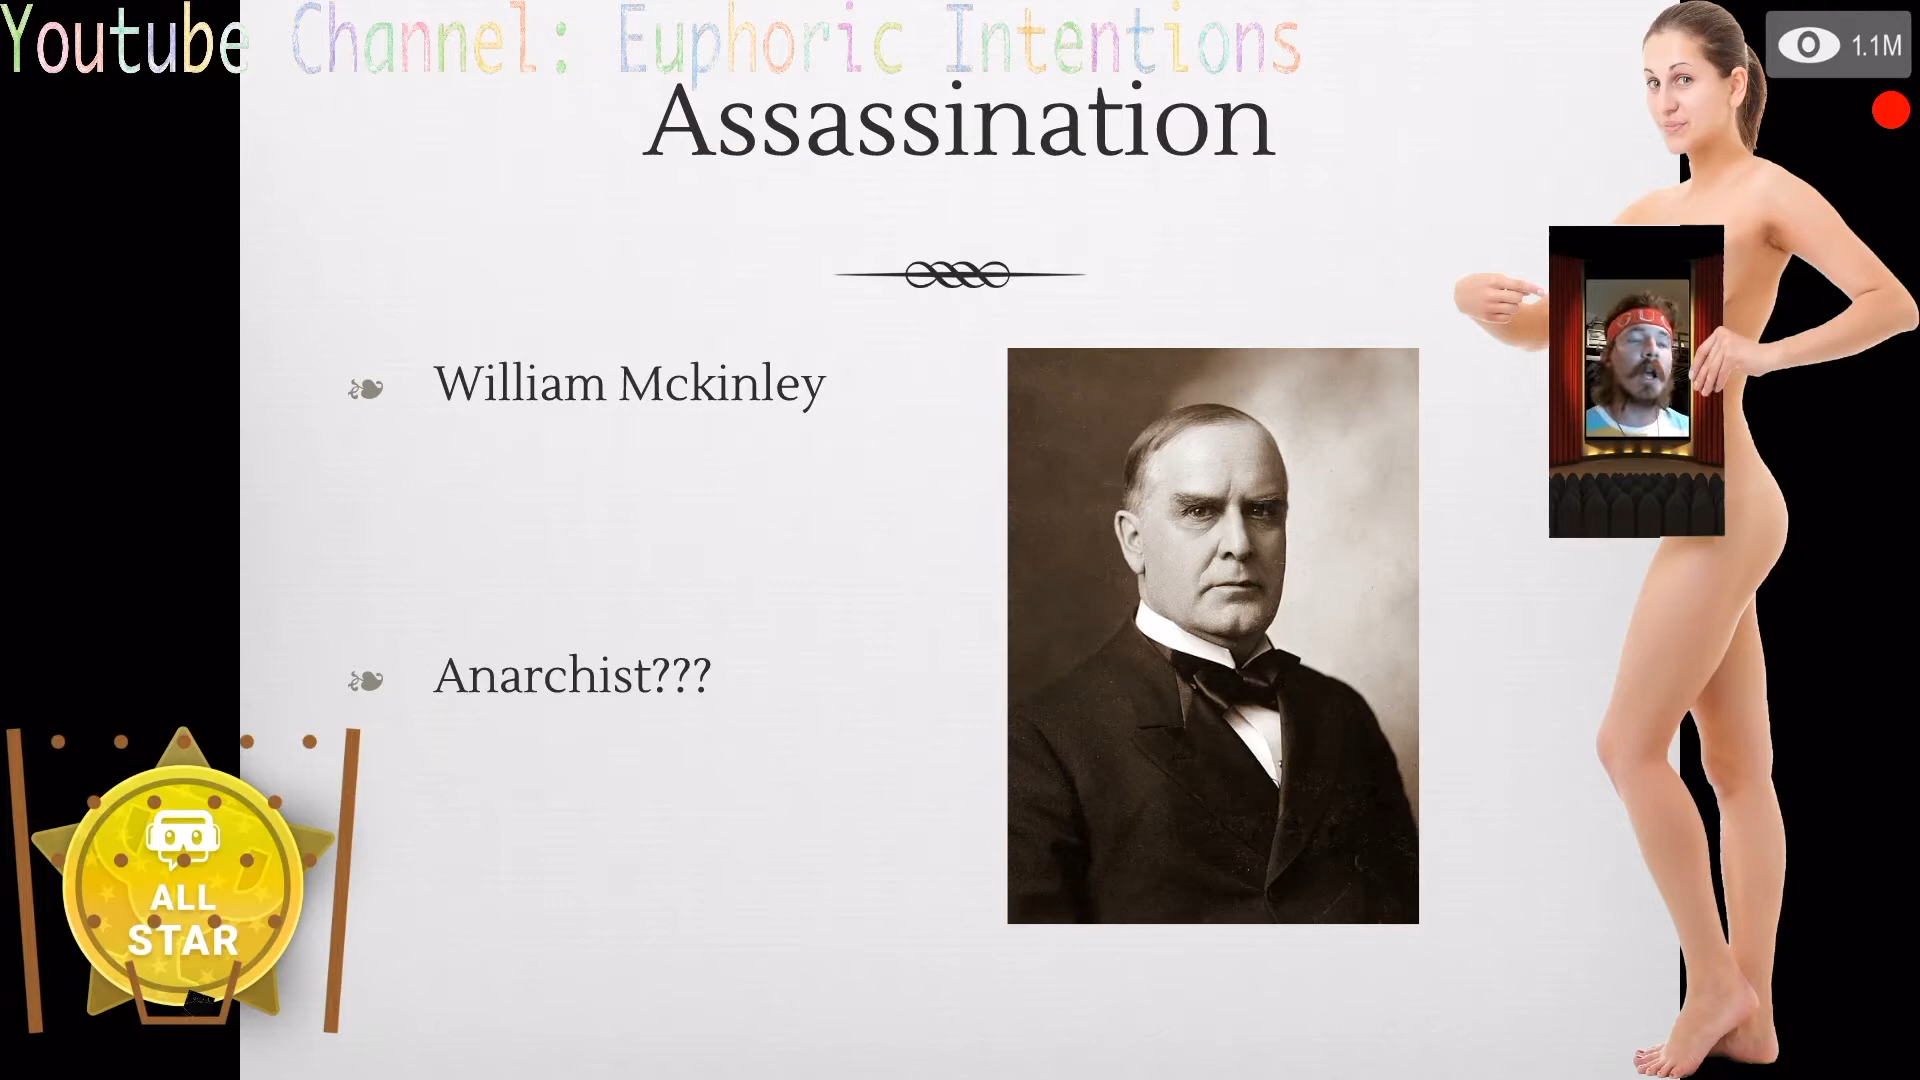 Youtube Channel: Euphoric Intentions
1.1M
Assassination
William Mckinley
Anarchist???
ALL
STAR